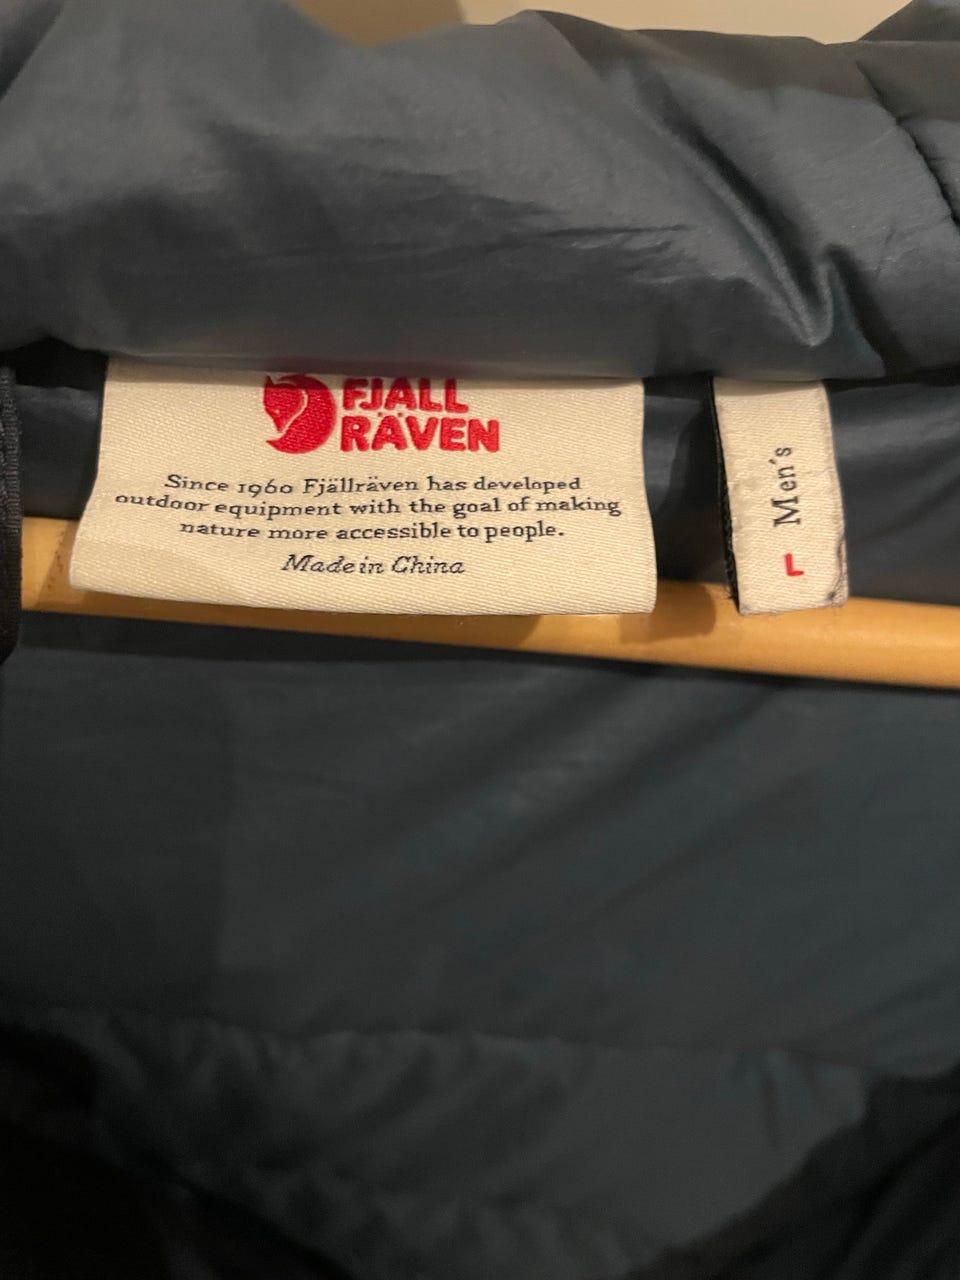 FJÄLL
RÄVEN
Since 1960 Fjällräven has developed
outdoor equipment with the goal of making
nature more accessible to people.
Made in China
Men's
L